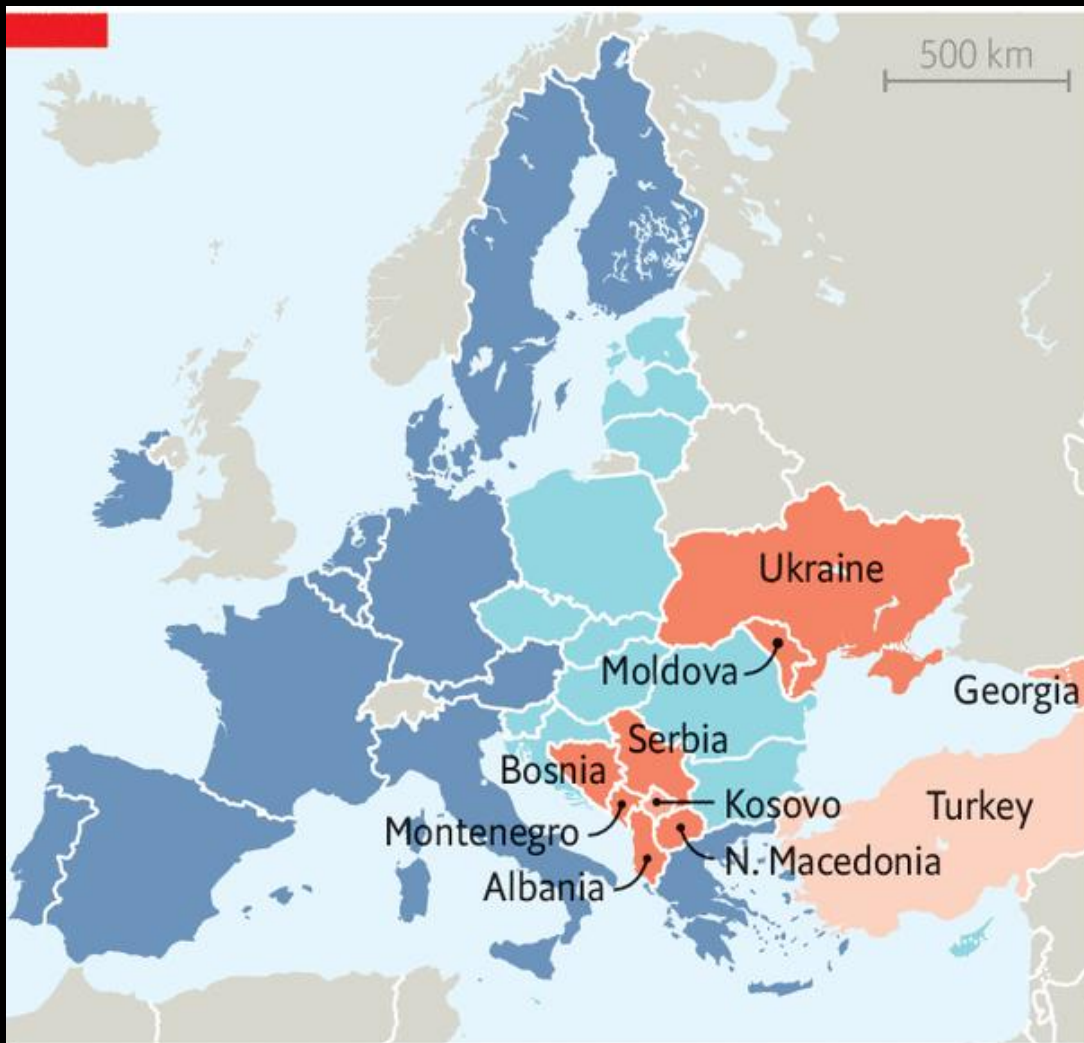 500 km
Ukraine
Moldova
Georgia
Serbia
Bosnia
Kosovo
Turkey
Montenegro
N. Macedonia
Albania